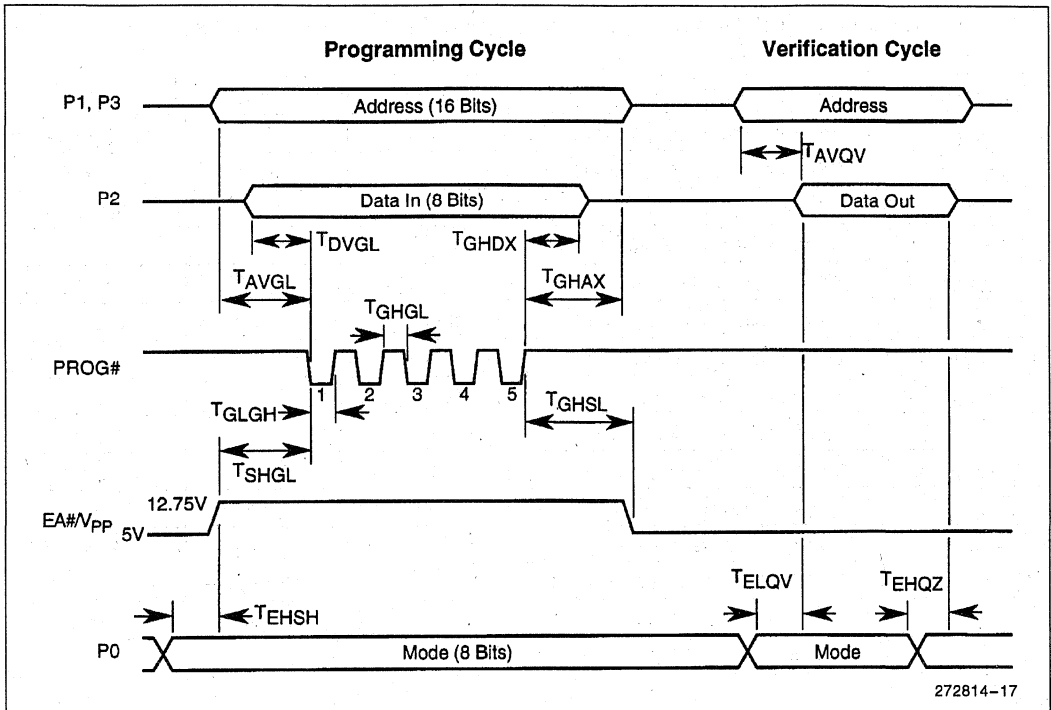 Programming Cycle Verification Cycle
P1, P3 Address (16 Bits) Address
TAVQV
P2 Data In (8 Bits) Data Out
TDVGL TGHDX
TAVGL TGHAX
TGHGL
PROG#
1 2 3 4 5
TGLGH TGHSL
TSHGL
12.75V
EA#/VPP 5V
TELQV TEHQZ
TEHSH
P0 Mode (8 Bits) Mode
272814-17